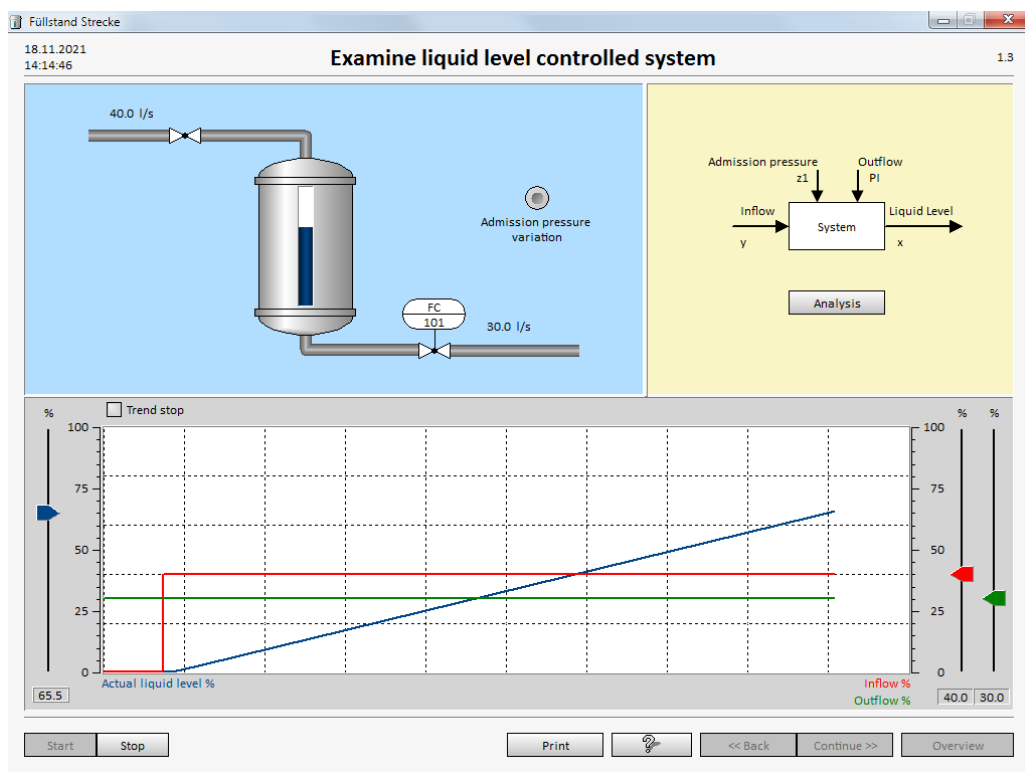 Füllstand Strecke
18.11.2021
14:14:46
Examine liquid level controlled system
1.3
40.0 l/s
Admission pressure
variation
FC
101
30.0 l/s
Admission pressure
z1
Outflow
PI
Inflow
y
System
Liquid Level
x
Analysis
%
Trend stop
% %
100
75
50
25
0
100
75
50
25
0
Actual liquid level %
Inflow %
Outflow %
65.5
40.0 30.0
Start
Stop
Print
?
<< Back
Continue >>
Overview